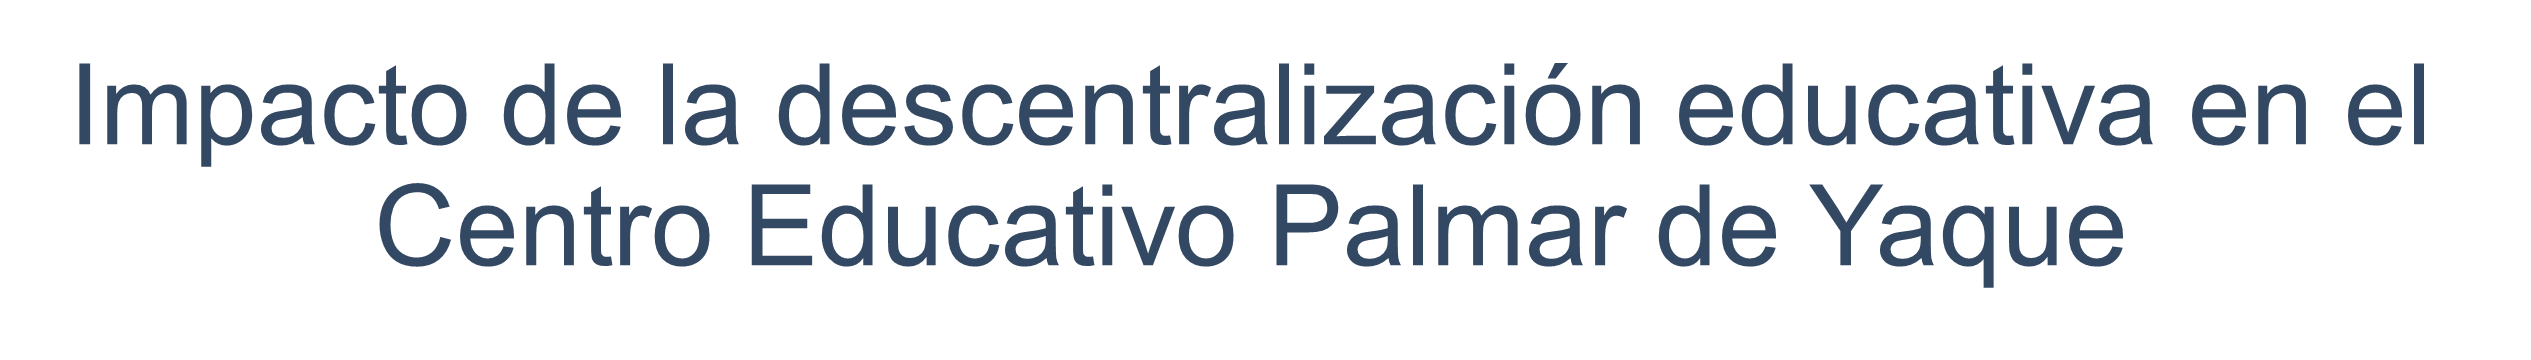 Impacto de la descentralización educativa en el
Centro Educativo Palmar de Yaque